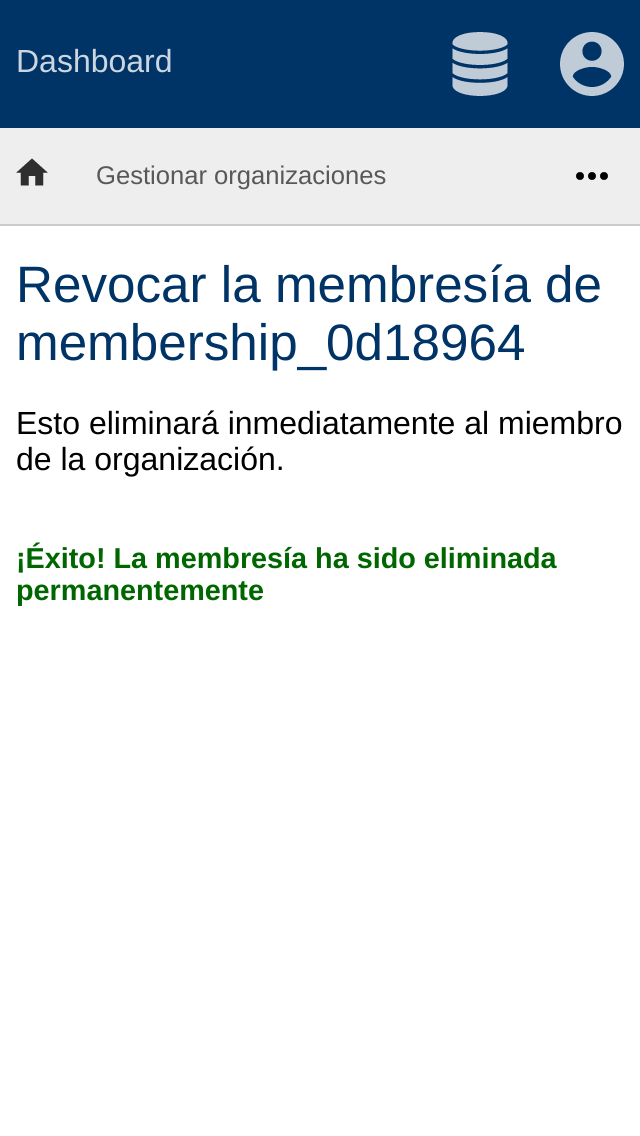 Dashboard
Gestionar organizaciones
Revocar la membresía de
membership_0d18964
Esto eliminará inmediatamente al miembro
de la organización.
¡Éxito! La membresía ha sido eliminada
permanentemente